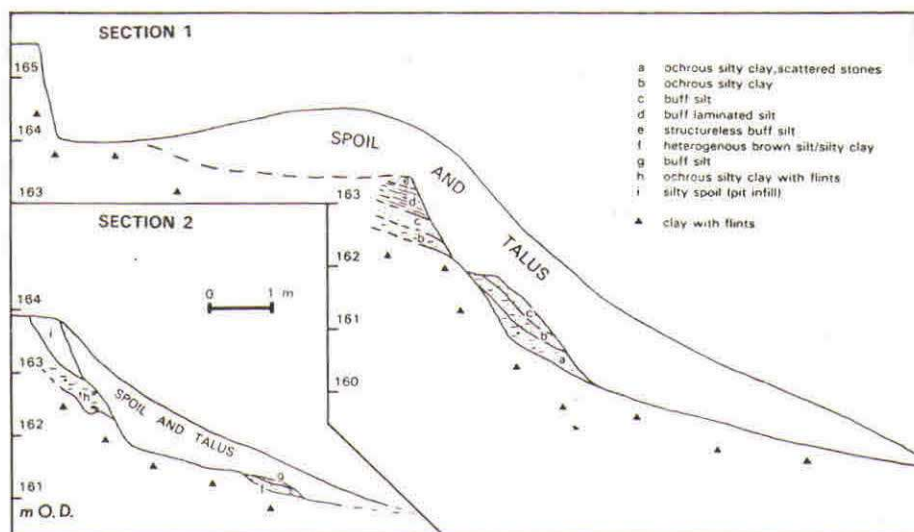 SECTION 1
165
164
163
SPOIL
AND
TALUS
a ochrous silty clay, scattered stones
b ochrous silty clay
c buff silt
d buff laminated silt
e structureless buff silt
f heterogenous brown silt/silty clay
g buff silt
h ochrous silty clay with flints
i silty spoil (pit infill)
▲ clay with flints
163
162
161
160
d
c
b
c
b
a
SECTION 2
0 1 m
164
163
162
161
m O.D.
i
h
SPOIL AND TALUS
g
f